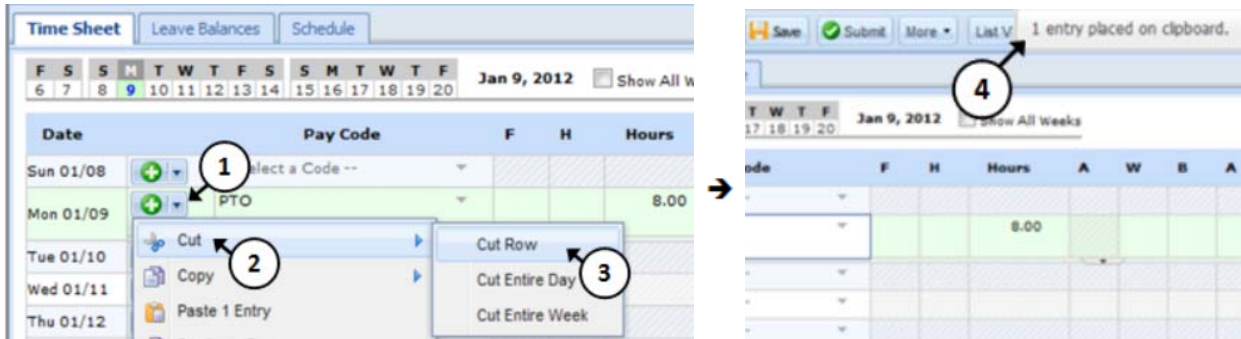 Time Sheet Leave Balances Schedule
F S S M T W T F S S M T W T F
6 7 8 9 10 11 12 13 14 15 16 17 18 19 20
Jan 9, 2012 Show All W
Date Pay Code F H Hours
Sun 01/08 elect a Code --
Mon 01/09 PTO 8.00
Tue 01/10
Wed 01/11
Thu 01/12
Cut
Copy
Paste 1 Entry
Cut Row
Cut Entire Day
Cut Entire Week
1
2
3
➔
Save Submit More List V 1 entry placed on clipboard.
4
T W T F
17 18 19 20
Jan 9, 2012 Show All Weeks
ode F H Hours A W B A
8.00